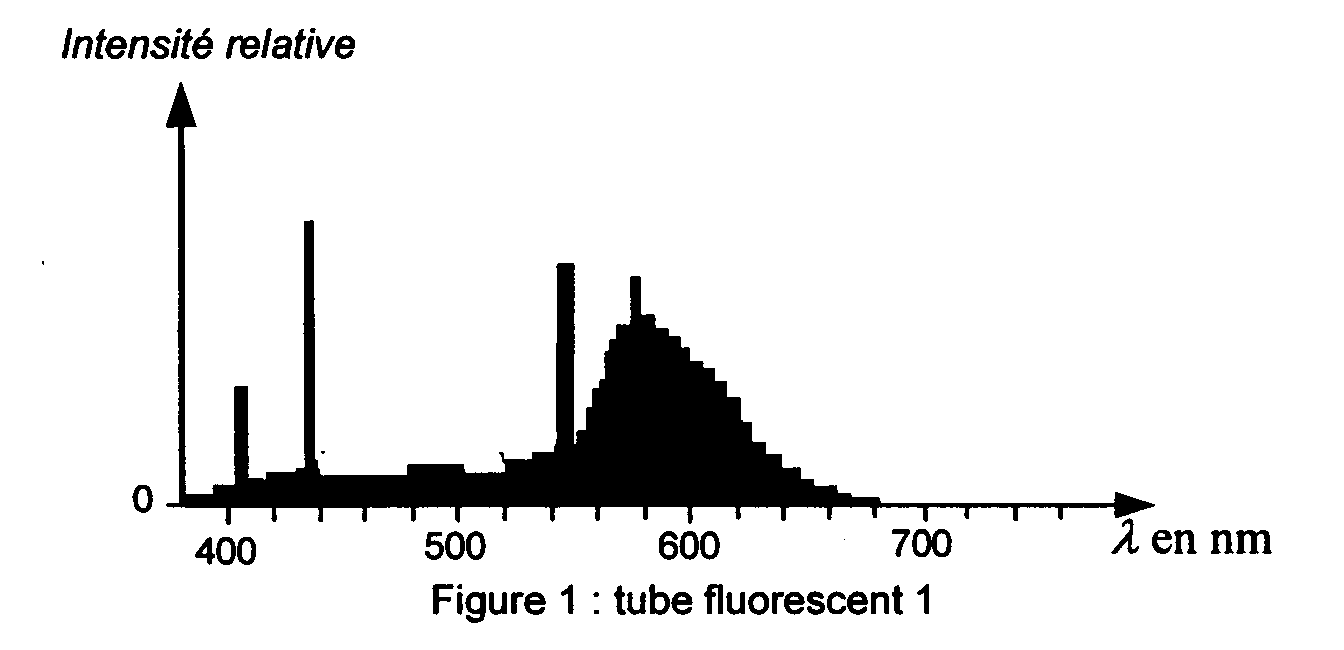 Intensité relative
0
400 500 600 700 λ en nm
Figure 1 : tube fluorescent 1